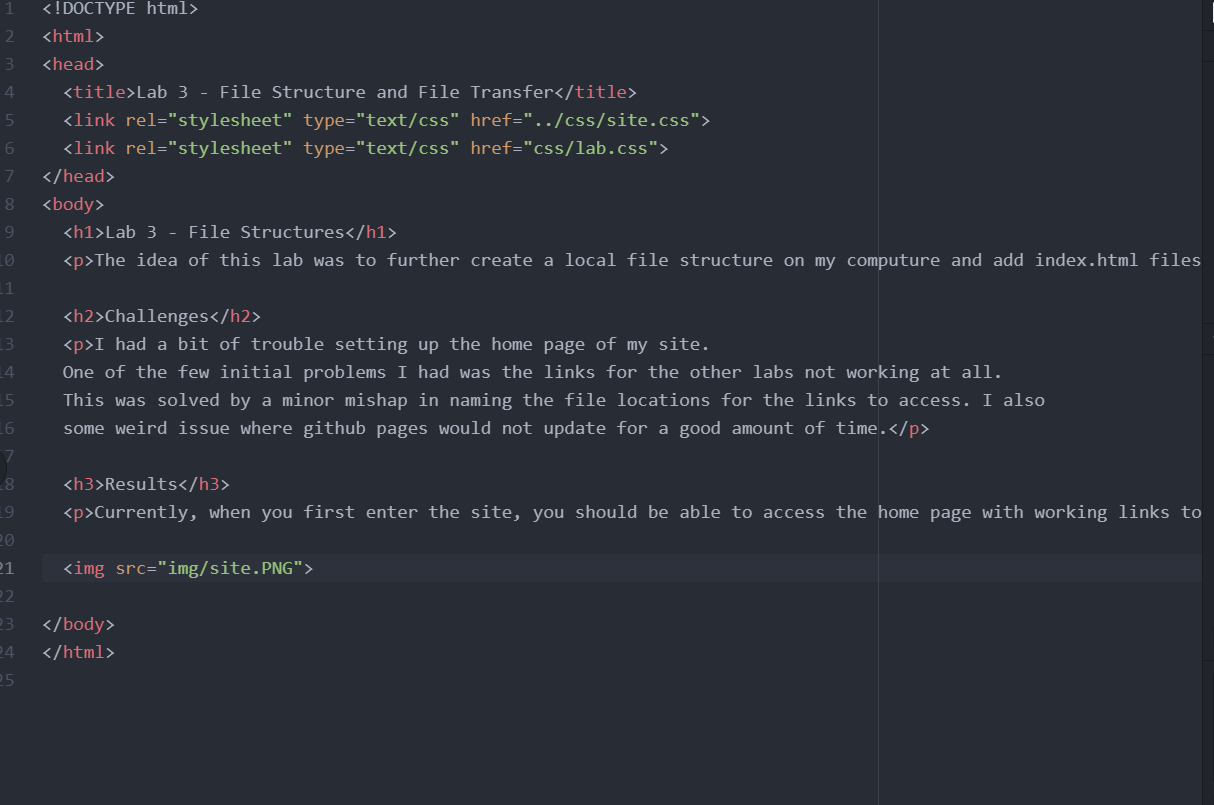 1 <!DOCTYPE html>
2 <html>
3 <head>
4   <title>Lab 3 - File Structure and File Transfer</title>
5   <link rel="stylesheet" type="text/css" href="../css/site.css">
6   <link rel="stylesheet" type="text/css" href="css/lab.css">
7 </head>
8 <body>
9   <h1>Lab 3 - File Structures</h1>
10   <p>The idea of this lab was to further create a local file structure on my computure and add index.html files
11
12   <h2>Challenges</h2>
13   <p>I had a bit of trouble setting up the home page of my site.
14   One of the few initial problems I had was the links for the other labs not working at all.
15   This was solved by a minor mishap in naming the file locations for the links to access. I also
16   some weird issue where github pages would not update for a good amount of time.</p>
17
18   <h3>Results</h3>
19   <p>Currently, when you first enter the site, you should be able to access the home page with working links to
20
21   <img src="img/site.PNG">
22
23 </body>
24 </html>
25